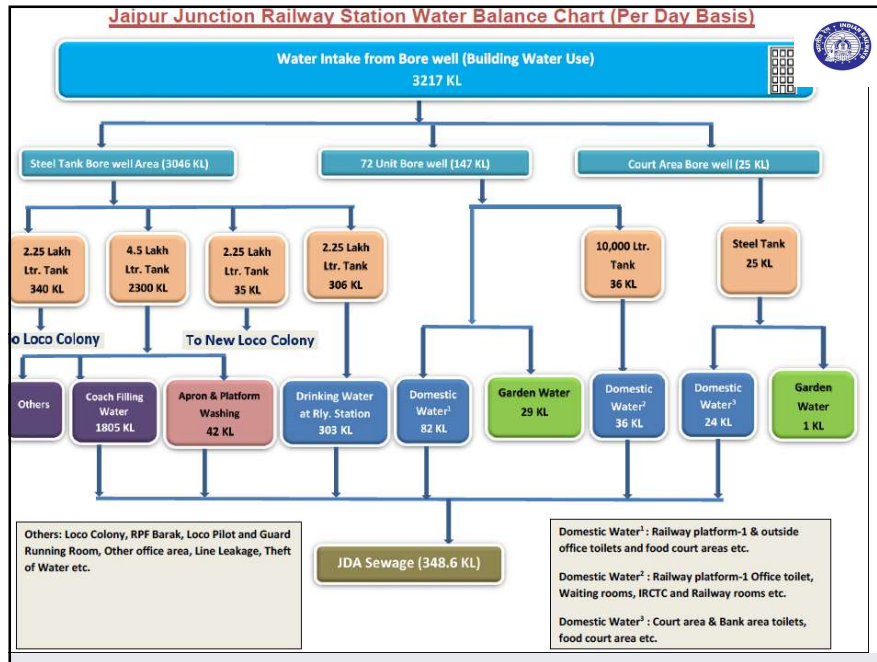 Jaipur Junction Railway Station Water Balance Chart (Per Day Basis)
INDIAN RAILWAYS
Water Intake from Bore well (Building Water Use)
3217 KL
Steel Tank Bore well Area (3046 KL)
72 Unit Bore well (147 KL)
Court Area Bore well (25 KL)
2.25 Lakh
Ltr. Tank
340 KL
4.5 Lakh
Ltr. Tank
2300 KL
2.25 Lakh
Ltr. Tank
35 KL
2.25 Lakh
Ltr. Tank
306 KL
10,000 Ltr.
Tank
36 KL
Steel Tank
25 KL
o Loco Colony
To New Loco Colony
Others
Coach Filling
Water
1805 KL
Apron & Platform
Washing
42 KL
Drinking Water
at Rly. Station
303 KL
Domestic
Water¹
82 KL
Garden Water
29 KL
Domestic
Water²
36 KL
Domestic
Water³
24 KL
Garden
Water
1 KL
Others: Loco Colony, RPF Barak, Loco Pilot and Guard
Running Room, Other office area, Line Leakage, Theft
of Water etc.
JDA Sewage (348.6 KL)
Domestic Water¹ : Railway platform-1 & outside
office toilets and food court areas etc.
Domestic Water² : Railway platform-1 Office toilet,
Waiting rooms, IRCTC and Railway rooms etc.
Domestic Water³ : Court area & Bank area toilets,
food court area etc.